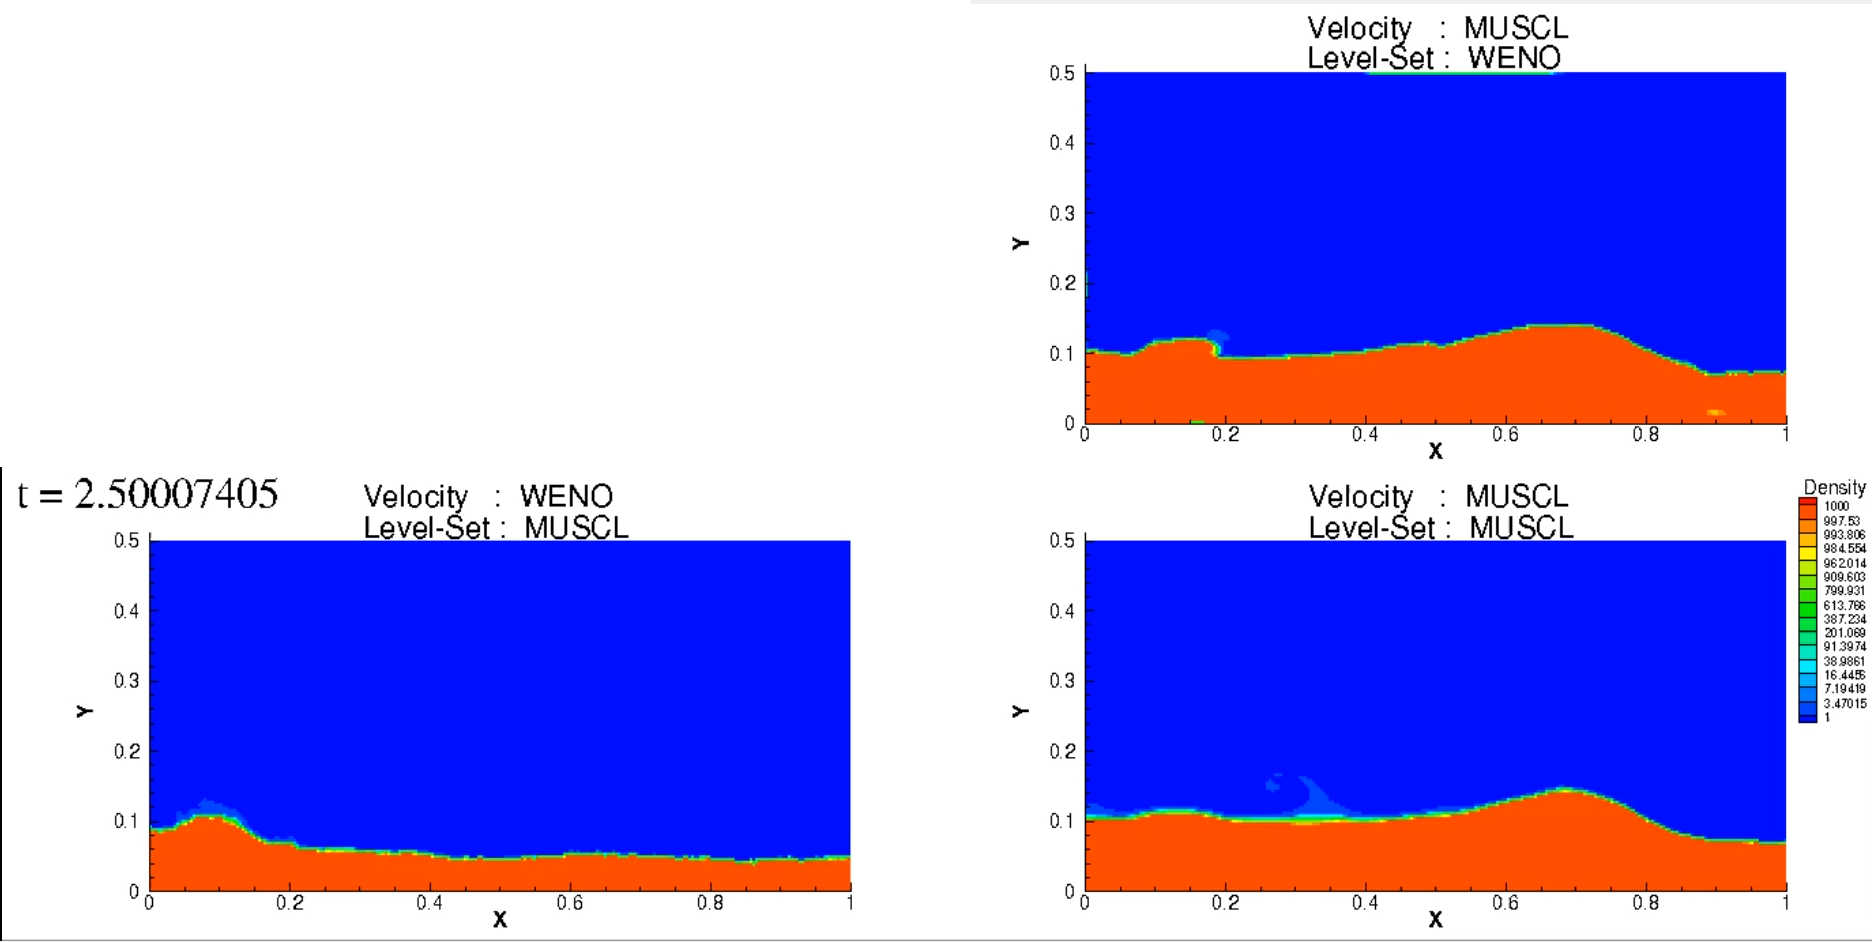 Velocity : MUSCL
Level-Set : WENO
0.5
0.4
0.3
Y
0.2
0.1
0
0 0.2 0.4 0.6 0.8 1
X
t = 2.50007405
Velocity : WENO
Level-Set : MUSCL
0.5
0.4
0.3
Y
0.2
0.1
0
0 0.2 0.4 0.6 0.8 1
X
Velocity : MUSCL
Level-Set : MUSCL
0.5
0.4
0.3
Y
0.2
0.1
0
0 0.2 0.4 0.6 0.8 1
X
Density
1000
997.53
993.806
984.554
962.014
909.603
799.931
613.766
387.234
201.069
91.3974
38.9861
16.4456
7.19419
3.47015
1